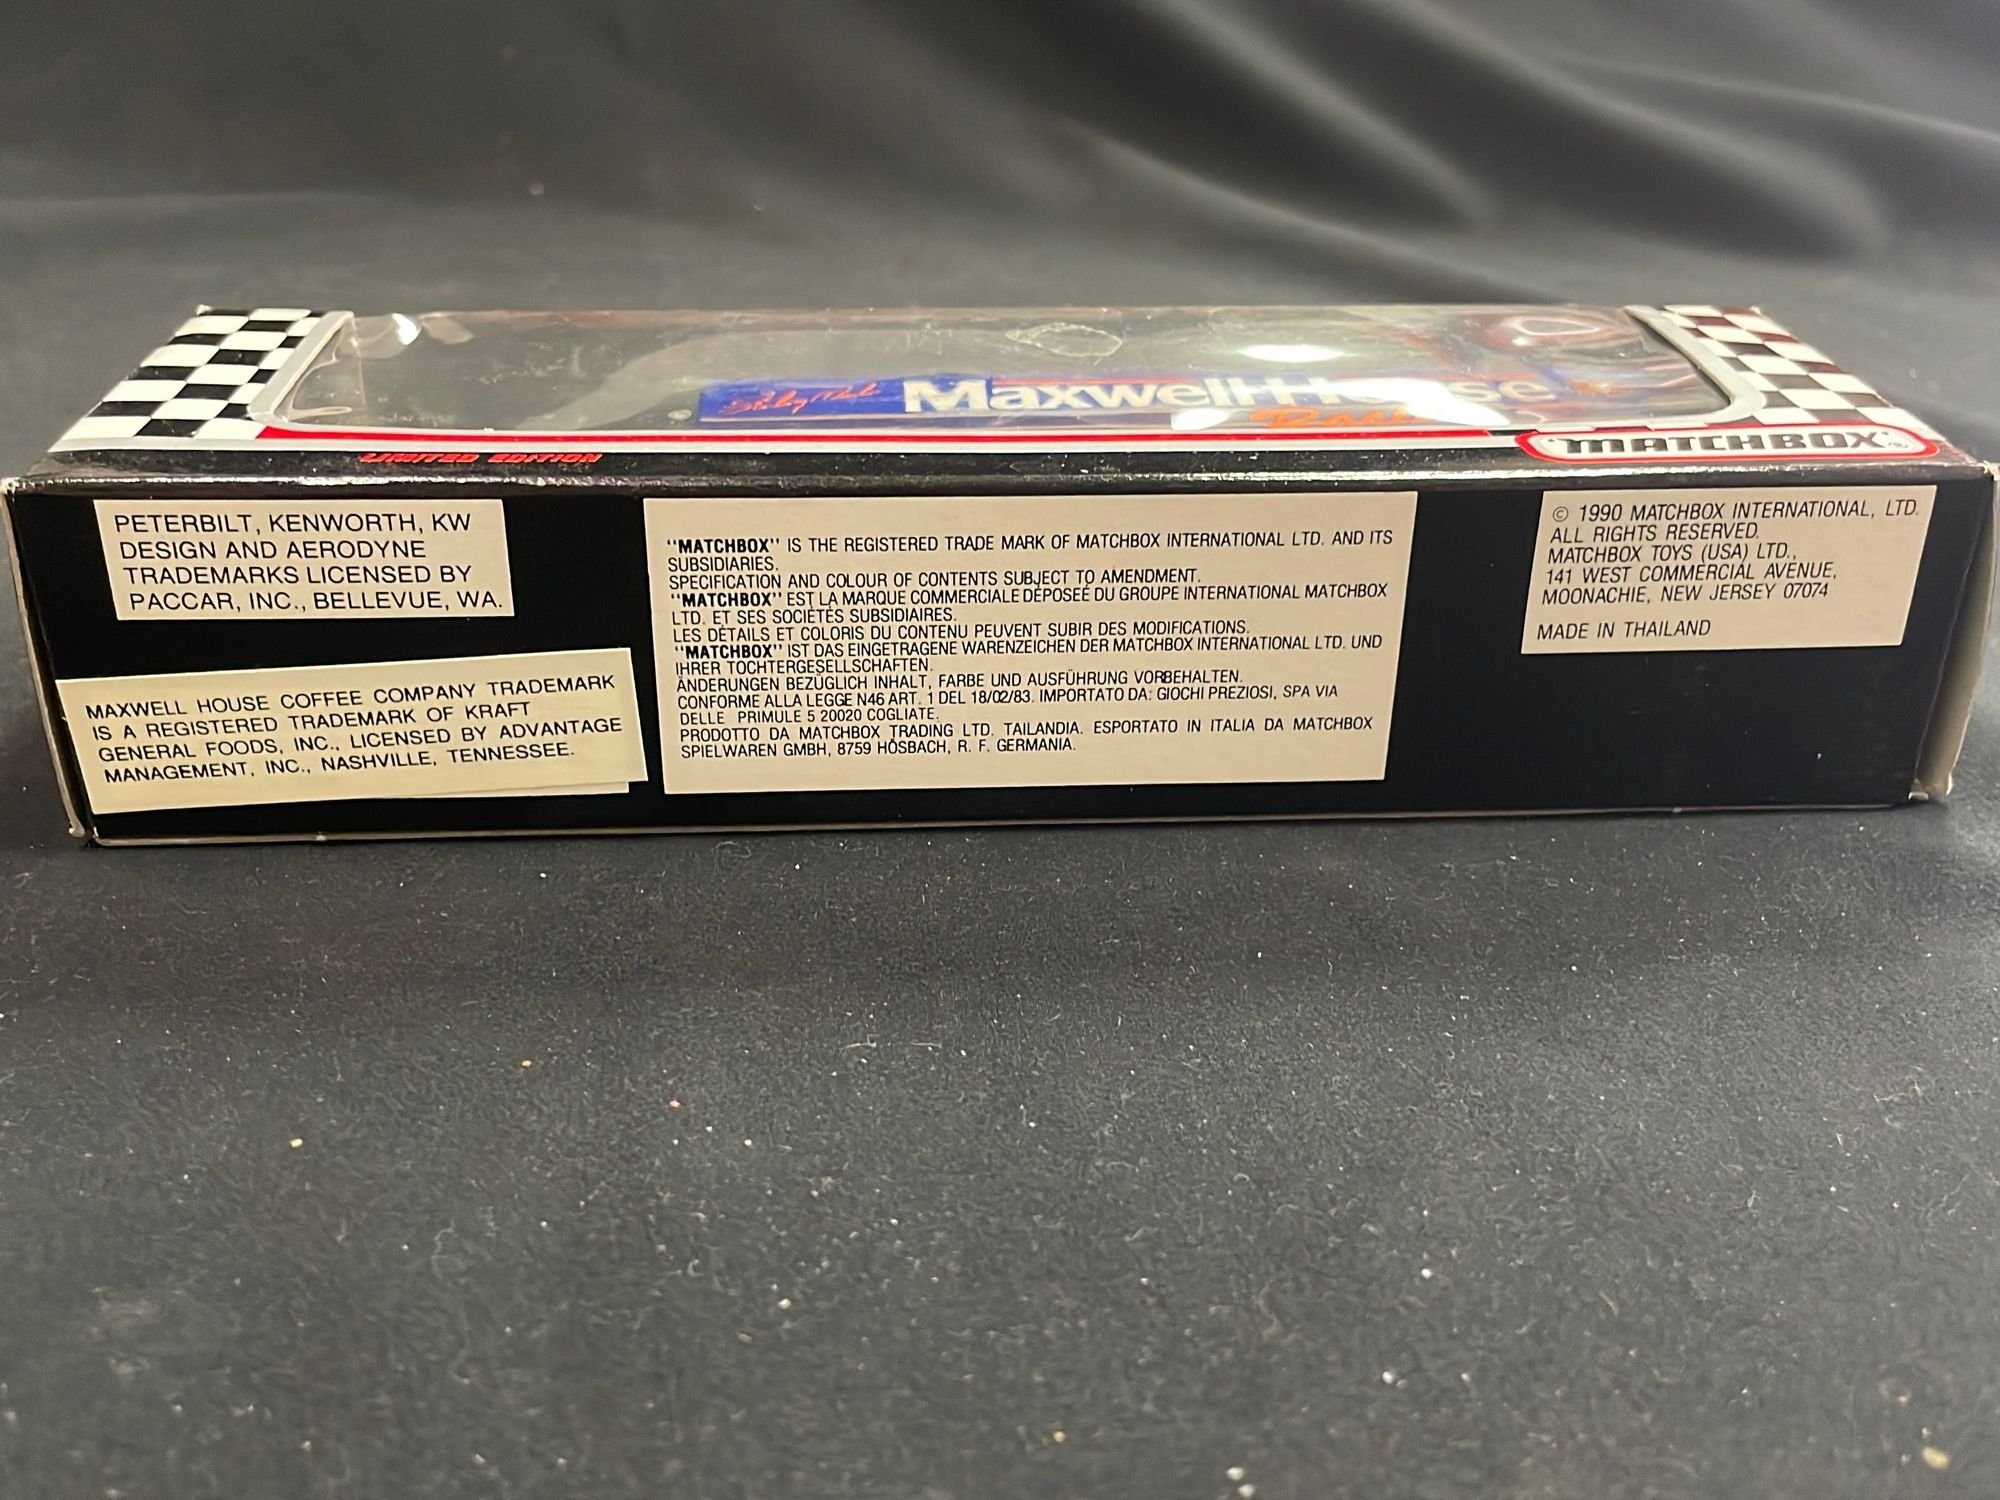 MaxwellHouse
LIMITED EDITION
"MATCHBOX"®
PETERBILT, KENWORTH, KW
DESIGN AND AERODYNE
TRADEMARKS LICENSED BY
PACCAR, INC., BELLEVUE, WA.
MAXWELL HOUSE COFFEE COMPANY TRADEMARK
IS A REGISTERED TRADEMARK OF KRAFT
GENERAL FOODS, INC., LICENSED BY ADVANTAGE
MANAGEMENT, INC., NASHVILLE, TENNESSEE.
"MATCHBOX" IS THE REGISTERED TRADE MARK OF MATCHBOX INTERNATIONAL LTD. AND ITS
SUBSIDIARIES.
SPECIFICATION AND COLOUR OF CONTENTS SUBJECT TO AMENDMENT.
"MATCHBOX" EST LA MARQUE COMMERCIALE DÉPOSÉE DU GROUPE INTERNATIONAL MATCHBOX
LTD. ET SES SOCIÉTÉS SUBSIDIAIRES.
LES DÉTAILS ET COLORIS DU CONTENU PEUVENT SUBIR DES MODIFICATIONS.
"MATCHBOX" IST DAS EINGETRAGENE WARENZEICHEN DER MATCHBOX INTERNATIONAL LTD. UND
IHRER TOCHTERGESELLSCHAFTEN.
ÄNDERUNGEN BEZÜGLICH INHALT, FARBE UND AUSFÜHRUNG VORBEHALTEN.
CONFORME ALLA LEGGE N46 ART. 1 DEL 18/02/83. IMPORTATO DA: GIOCHI PREZIOSI, SPA VIA
DELLE PRIMULE 5 20020 COGLIATE.
PRODOTTO DA MATCHBOX TRADING LTD. TAILANDIA. ESPORTATO IN ITALIA DA MATCHBOX
SPIELWAREN GMBH, 8759 HÖSBACH, R. F. GERMANIA.
© 1990 MATCHBOX INTERNATIONAL, LTD.
ALL RIGHTS RESERVED.
MATCHBOX TOYS (USA) LTD.,
141 WEST COMMERCIAL AVENUE,
MOONACHIE, NEW JERSEY 07074
MADE IN THAILAND